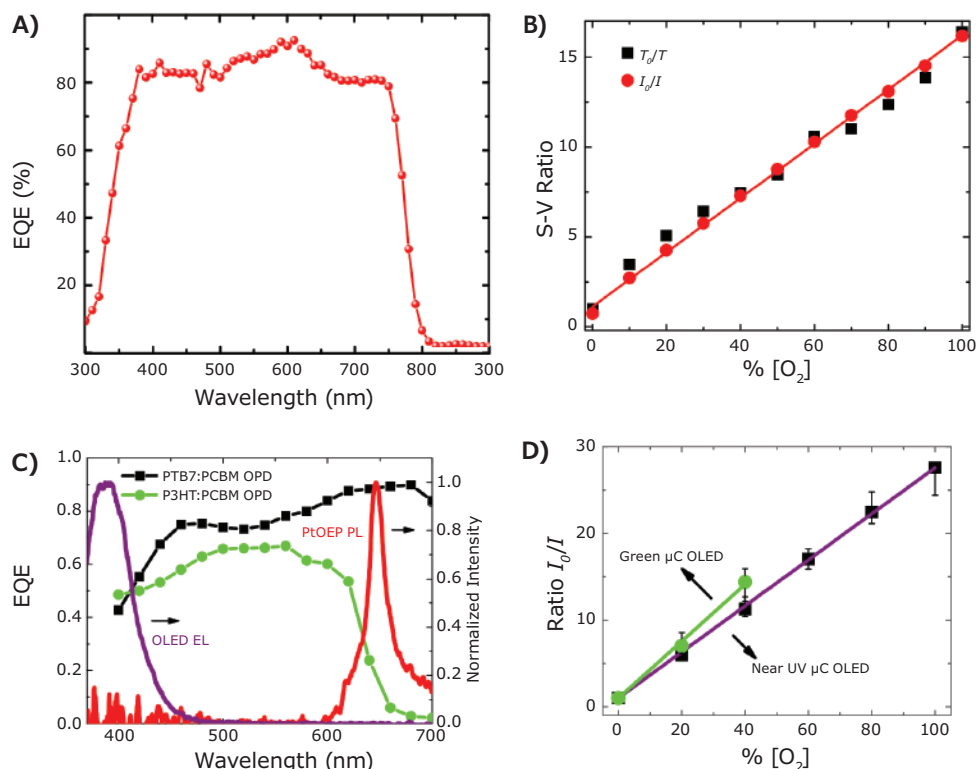 A)
EQE (%)
80
60
40
20
300 400 500 600 700 800 300
Wavelength (nm)
B)
S-V Ratio
15
10
5
0
T₀/T
I₀/I
0 20 40 60 80 100
% [O₂]
C)
EQE
1.0
0.8
0.6
0.4
0.2
0.0
PTB7:PCBM OPD
P3HT:PCBM OPD
PtOEP PL
OLED EL
1.0
0.8
0.6
0.4
0.2
0.0
Normalized Intensity
400 500 600 700
Wavelength (nm)
D)
Ratio I₀/I
30
20
10
0
Green µC OLED
Near UV µC OLED
0 20 40 60 80 100
% [O₂]